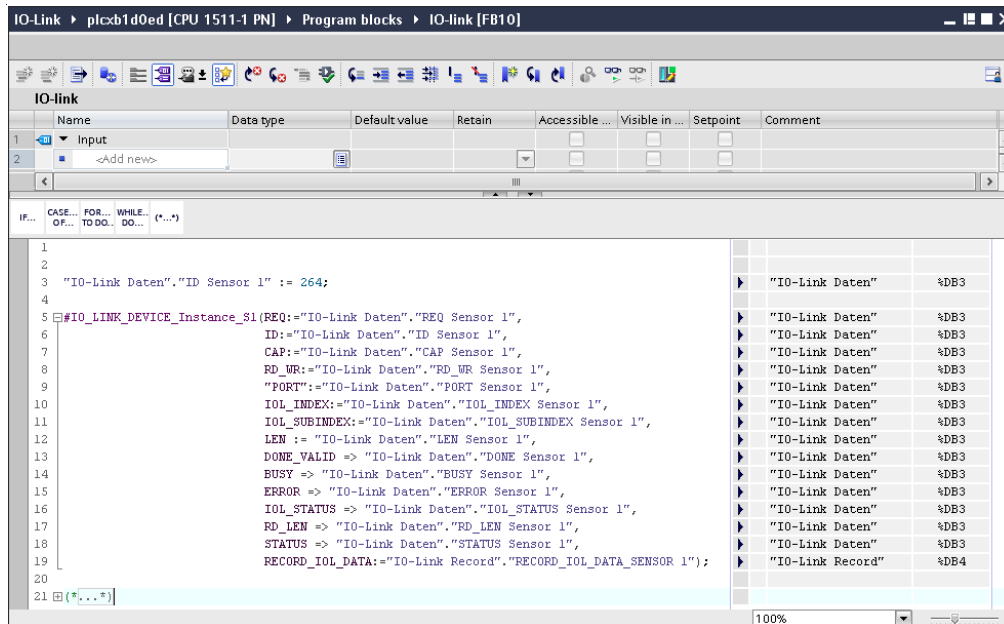 IO-Link ▸ plcxb1d0ed [CPU 1511-1 PN] ▸ Program blocks ▸ IO-link [FB10]
IO-link
Name Data type Default value Retain Accessible ... Visible in ... Setpoint Comment
1 Input
2 <Add new>
IF... CASE... OF... FOR... TO DO.. WHILE.. DO... (*...*)
1
2
3 "IO-Link Daten"."ID Sensor 1" := 264; "IO-Link Daten" %DB3
4
5 #IO_LINK_DEVICE_Instance_S1(REQ:="IO-Link Daten"."REQ Sensor 1", "IO-Link Daten" %DB3
6 ID:="IO-Link Daten"."ID Sensor 1", "IO-Link Daten" %DB3
7 CAP:="IO-Link Daten"."CAP Sensor 1", "IO-Link Daten" %DB3
8 RD_WR:="IO-Link Daten"."RD_WR Sensor 1", "IO-Link Daten" %DB3
9 "PORT":="IO-Link Daten"."PORT Sensor 1", "IO-Link Daten" %DB3
10 IOL_INDEX:="IO-Link Daten"."IOL_INDEX Sensor 1", "IO-Link Daten" %DB3
11 IOL_SUBINDEX:="IO-Link Daten"."IOL_SUBINDEX Sensor 1", "IO-Link Daten" %DB3
12 LEN := "IO-Link Daten"."LEN Sensor 1", "IO-Link Daten" %DB3
13 DONE_VALID => "IO-Link Daten"."DONE Sensor 1", "IO-Link Daten" %DB3
14 BUSY => "IO-Link Daten"."BUSY Sensor 1", "IO-Link Daten" %DB3
15 ERROR => "IO-Link Daten"."ERROR Sensor 1", "IO-Link Daten" %DB3
16 IOL_STATUS => "IO-Link Daten"."IOL_STATUS Sensor 1", "IO-Link Daten" %DB3
17 RD_LEN => "IO-Link Daten"."RD_LEN Sensor 1", "IO-Link Daten" %DB3
18 STATUS => "IO-Link Daten"."STATUS Sensor 1", "IO-Link Daten" %DB3
19 RECORD_IOL_DATA:="IO-Link Record"."RECORD_IOL_DATA_SENSOR 1"); "IO-Link Record" %DB4
20
21 (*...*)
100%